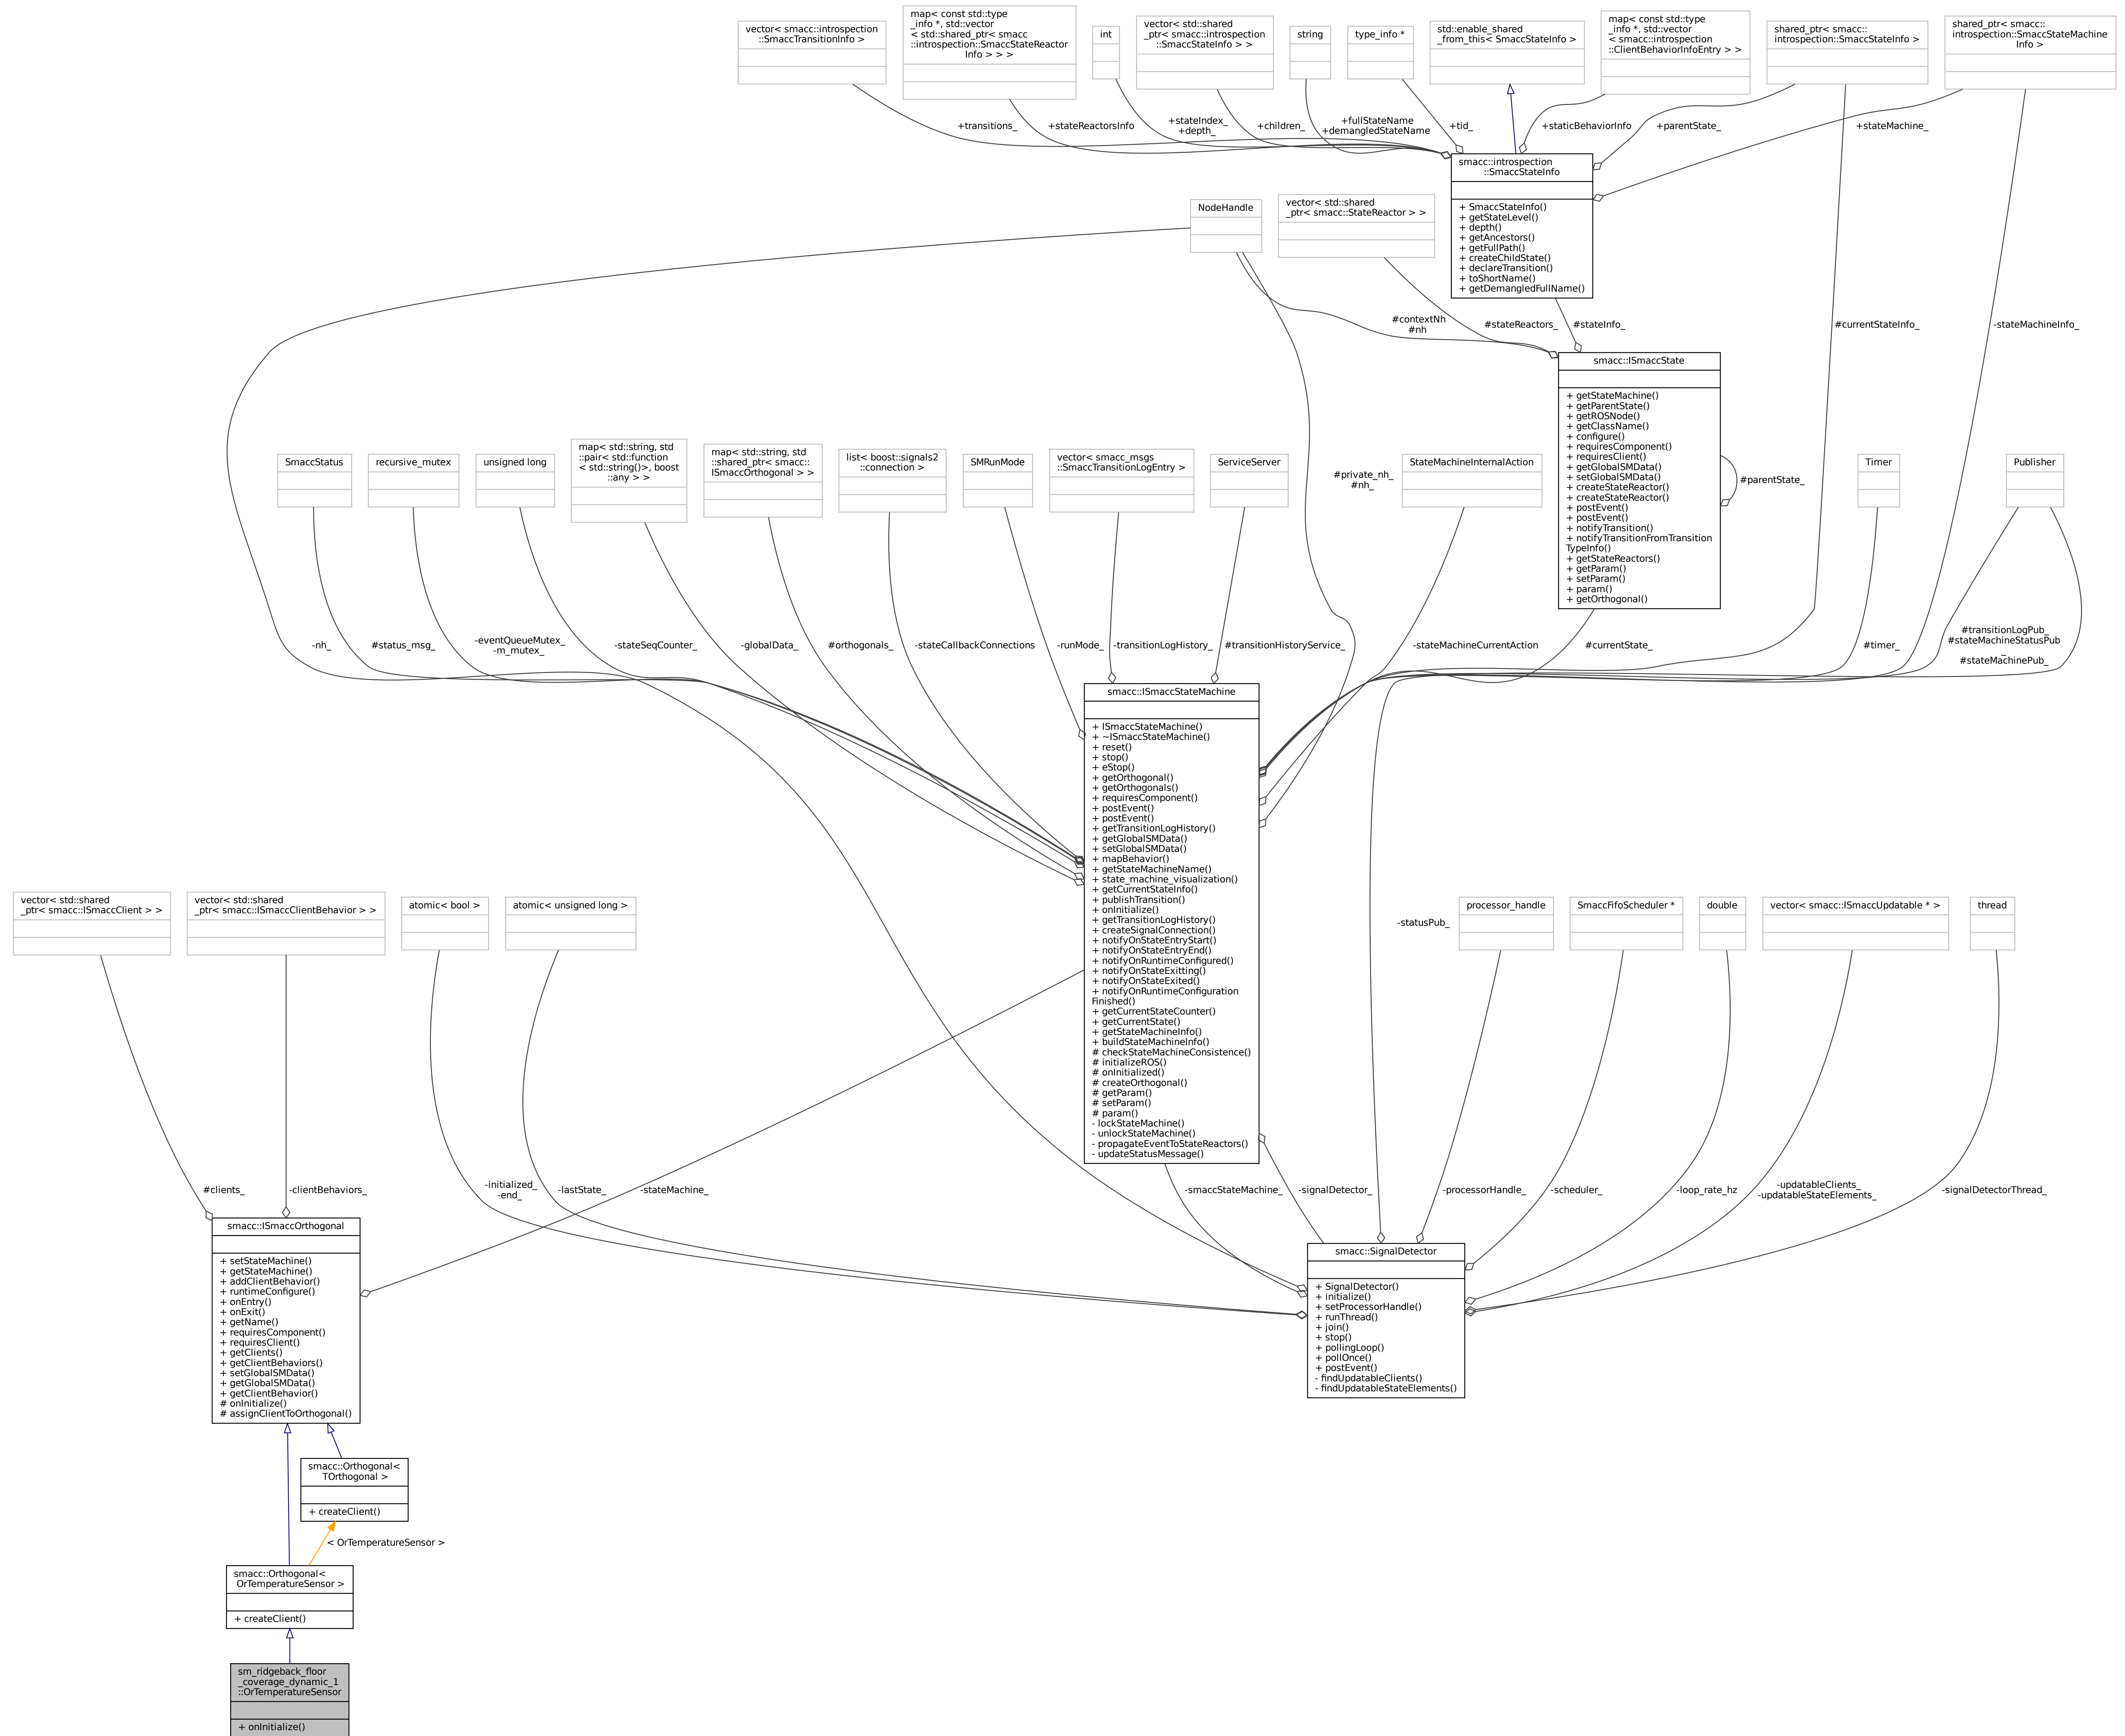 vector< smacc::introspection
::SmaccTransitionInfo >
map< const std::type
_info *, std::vector
< std::shared_ptr< smacc
::introspection::SmaccStateReactor
Info > > >
int
vector< std::shared
_ptr< smacc::introspection
::SmaccStateInfo > >
string
type_info *
std::enable_shared
_from_this< SmaccStateInfo >
map< const std::type
_info *, std::vector
< smacc::introspection
::ClientBehaviorInfoEntry > >
shared_ptr< smacc::
introspection::SmaccStateInfo >
shared_ptr< smacc::
introspection::SmaccStateMachine
Info >
+transitions_
+stateReactorsInfo
+stateIndex_
+depth_
+children_
+fullStateName
+demangledStateName
+tid_
+staticBehaviorInfo
+parentState_
+stateMachine_
smacc::introspection
::SmaccStateInfo
+ SmaccStateInfo()
+ getStateLevel()
+ depth()
+ getAncestors()
+ getFullPath()
+ createChildState()
+ declareTransition()
+ toShortName()
+ getDemangledFullName()
NodeHandle
vector< std::shared
_ptr< smacc::StateReactor > >
#contextNh
#nh
#stateReactors_
#stateInfo_
#currentStateInfo_
-stateMachineInfo_
smacc::ISmaccState
+ getStateMachine()
+ getParentState()
+ getROSNode()
+ getClassName()
+ configure()
+ requiresComponent()
+ requiresClient()
+ getGlobalSMData()
+ setGlobalSMData()
+ createStateReactor()
+ createStateReactor()
+ postEvent()
+ postEvent()
+ notifyTransition()
+ notifyTransitionFromTransition
TypeInfo()
+ getStateReactors()
+ getParam()
+ setParam()
+ param()
+ getOrthogonal()
#parentState_
SmaccStatus
recursive_mutex
unsigned long
map< std::string, std
::pair< std::function
< std::string()>, boost
::any > >
map< std::string, std
::shared_ptr< smacc::
ISmaccOrthogonal > >
list< boost::signals2
::connection >
SMRunMode
vector< smacc_msgs
::SmaccTransitionLogEntry >
ServiceServer
#private_nh_
#nh_
StateMachineInternalAction
Timer
Publisher
-nh_
#status_msg_
-eventQueueMutex_
-m_mutex_
-stateSeqCounter_
-globalData_
#orthogonals_
-stateCallbackConnections
-runMode_
-transitionLogHistory_
#transitionHistoryService_
-stateMachineCurrentAction
#currentState_
#timer_
#transitionLogPub_
#stateMachineStatusPub
_
#stateMachinePub_
smacc::ISmaccStateMachine
+ ISmaccStateMachine()
+ ~ISmaccStateMachine()
+ reset()
+ stop()
+ eStop()
+ getOrthogonal()
+ getOrthogonals()
+ requiresComponent()
+ postEvent()
+ postEvent()
+ getTransitionLogHistory()
+ getGlobalSMData()
+ setGlobalSMData()
+ mapBehavior()
+ getStateMachineName()
+ state_machine_visualization()
+ getCurrentStateInfo()
+ publishTransition()
+ onInitialize()
+ getTransitionLogHistory()
+ createSignalConnection()
+ notifyOnStateEntryStart()
+ notifyOnStateEntryEnd()
+ notifyOnRuntimeConfigured()
+ notifyOnStateExitting()
+ notifyOnStateExited()
+ notifyOnRuntimeConfiguration
Finished()
+ getCurrentStateCounter()
+ getCurrentState()
+ getStateMachineInfo()
+ buildStateMachineInfo()
# checkStateMachineConsistence()
# initializeROS()
# onInitialized()
# createOrthogonal()
# getParam()
# setParam()
# param()
- lockStateMachine()
- unlockStateMachine()
- propagateEventToStateReactors()
- updateStatusMessage()
vector< std::shared
_ptr< smacc::ISmaccClient > >
vector< std::shared
_ptr< smacc::ISmaccClientBehavior > >
atomic< bool >
atomic< unsigned long >
-statusPub_
processor_handle
SmaccFifoScheduler *
double
vector< smacc::ISmaccUpdatable * >
thread
#clients_
-clientBehaviors_
-initialized_
-end_
-lastState_
-stateMachine_
-smaccStateMachine_
-signalDetector_
-processorHandle_
-scheduler_
-loop_rate_hz
-updatableClients_
-updatableStateElements_
-signalDetectorThread_
smacc::ISmaccOrthogonal
+ setStateMachine()
+ getStateMachine()
+ addClientBehavior()
+ runtimeConfigure()
+ onEntry()
+ onExit()
+ getName()
+ requiresComponent()
+ requiresClient()
+ getClients()
+ getClientBehaviors()
+ setGlobalSMData()
+ getGlobalSMData()
+ getClientBehavior()
# onInitialize()
# assignClientToOrthogonal()
smacc::SignalDetector
+ SignalDetector()
+ initialize()
+ setProcessorHandle()
+ runThread()
+ join()
+ stop()
+ pollingLoop()
+ pollOnce()
+ postEvent()
- findUpdatableClients()
- findUpdatableStateElements()
smacc::Orthogonal<
TOrthogonal >
+ createClient()
< OrTemperatureSensor >
smacc::Orthogonal<
OrTemperatureSensor >
+ createClient()
sm_ridgeback_floor
_coverage_dynamic_1
::OrTemperatureSensor
+ onInitialize()